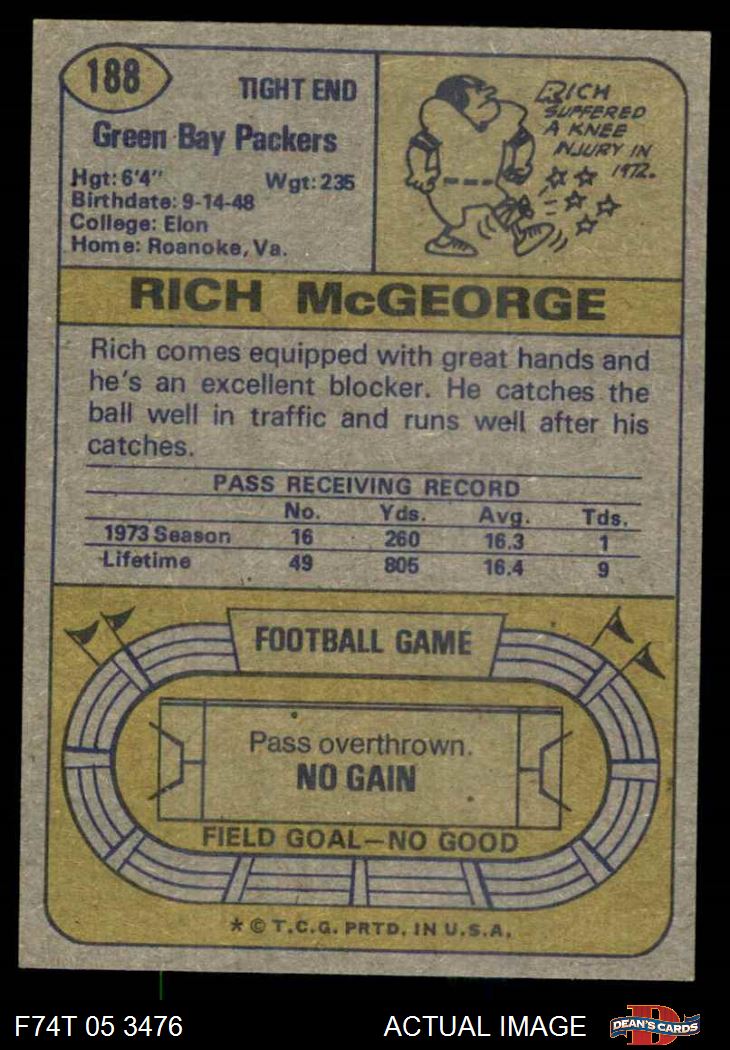 188
TIGHT END
Green Bay Packers
Hgt: 6'4" Wgt: 235
Birthdate: 9-14-48
College: Elon
Home: Roanoke, Va.
RICH
SUFFERED
A KNEE
INJURY IN
1972.
RICH McGEORGE
Rich comes equipped with great hands and
he's an excellent blocker. He catches the
ball well in traffic and runs well after his
catches.
PASS RECEIVING RECORD
No. Yds. Avg. Tds.
1973 Season 16 260 16.3 1
Lifetime 49 805 16.4 9
FOOTBALL GAME
Pass overthrown.
NO GAIN
FIELD GOAL—NO GOOD
* © T.C.G. PRTD. IN U.S.A.
F74T 05 3476 ACTUAL IMAGE
DEAN'S CARDS